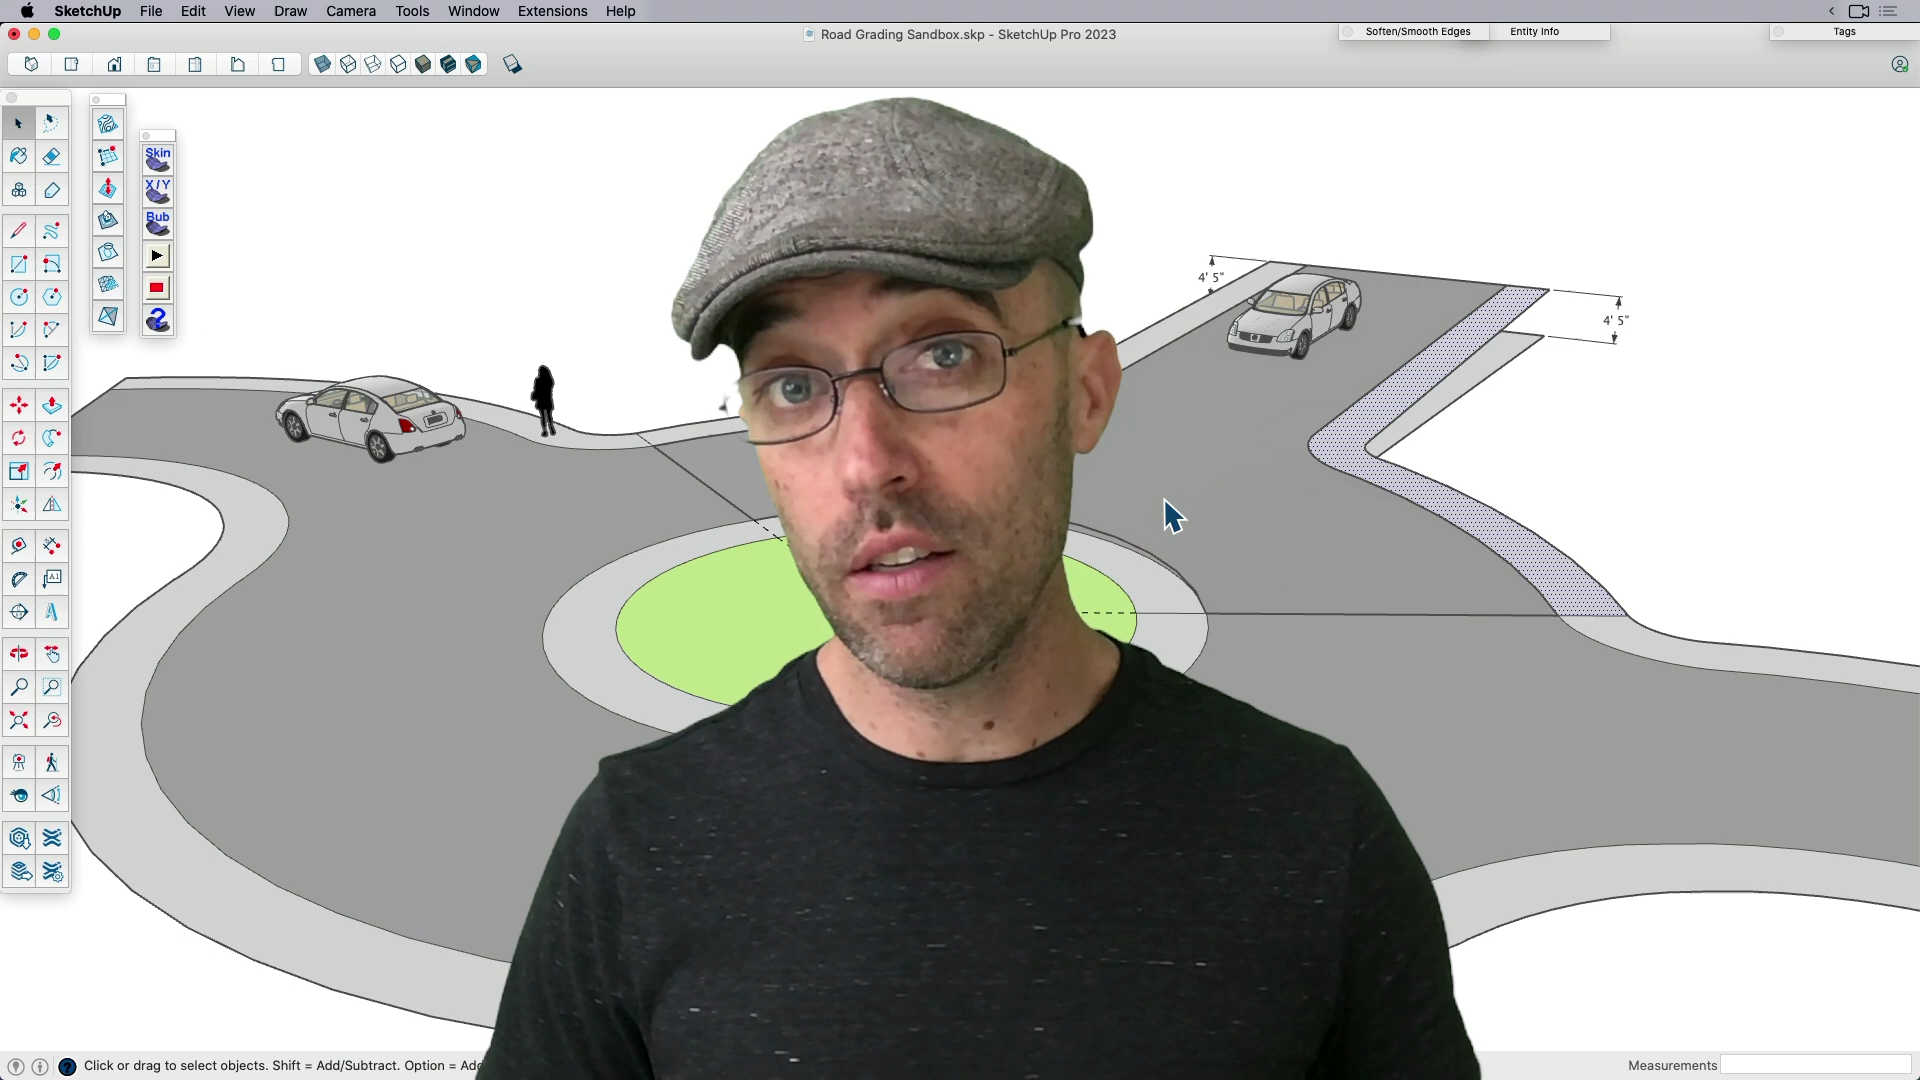 SketchUp File Edit View Draw Camera Tools Window Extensions Help
Road Grading Sandbox.skp - SketchUp Pro 2023
Soften/Smooth Edges
Entity Info
Tags
Skin
X/Y
Bub
A1
4' 5"
4' 5"
Click or drag to select objects. Shift = Add/Subtract. Option = Ad
Measurements